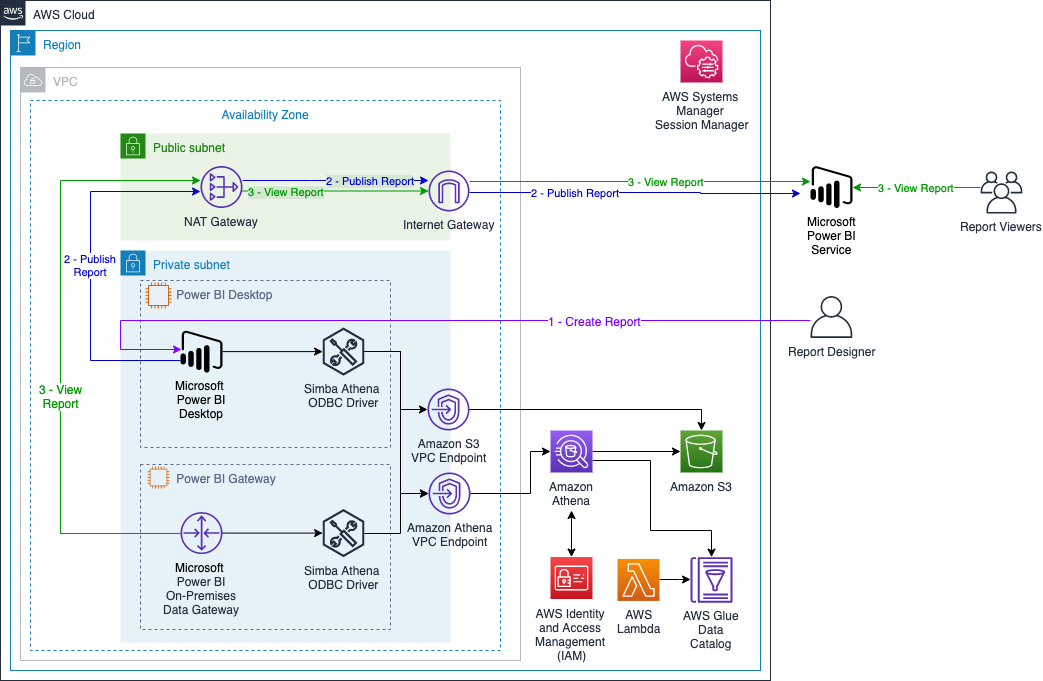 aws
AWS Cloud
Region
VPC
Availability Zone
AWS Systems
Manager
Session Manager
Public subnet
2 - Publish Report
3 - View Report
NAT Gateway
Internet Gateway
3 - View Report
2 - Publish Report
Microsoft
Power BI
Service
3 - View Report
Report Viewers
2 - Publish
Report
Private subnet
Power BI Desktop
1 - Create Report
Report Designer
Microsoft
Power BI
Desktop
Simba Athena
ODBC Driver
3 - View
Report
Amazon S3
VPC Endpoint
Amazon
Athena
Amazon S3
Power BI Gateway
Amazon Athena
VPC Endpoint
Microsoft
Power BI
On-Premises
Data Gateway
Simba Athena
ODBC Driver
AWS Identity
and Access
Management
(IAM)
AWS
Lambda
AWS Glue
Data
Catalog